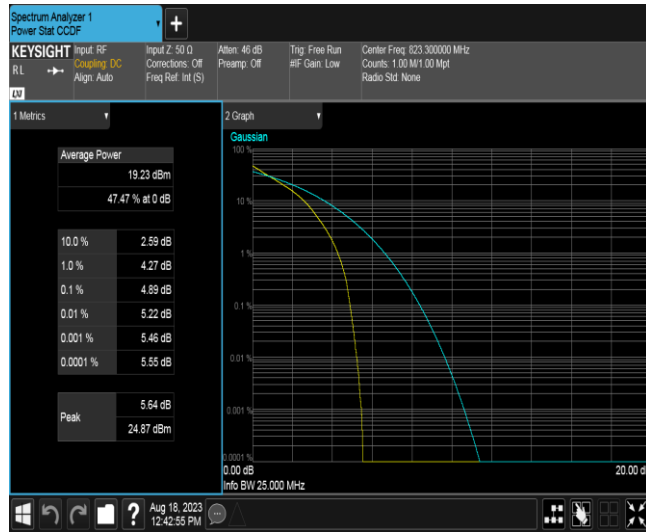 Spectrum Analyzer 1
Power Stat CCDF
+
KEYSIGHT
RL
LXI
Input: RF
Coupling: DC
Align: Auto
Input Z: 50 Ω
Corrections: Off
Freq Ref: Int (S)
Atten: 46 dB
Preamp: Off
Trig: Free Run
#IF Gain: Low
Center Freq: 823.300000 MHz
Counts: 1.00 M/1.00 Mpt
Radio Std: None
1 Metrics
Average Power
19.23 dBm
47.47 % at 0 dB
10.0 % 2.59 dB
1.0 % 4.27 dB
0.1 % 4.89 dB
0.01 % 5.22 dB
0.001 % 5.46 dB
0.0001 % 5.55 dB
Peak
5.64 dB
24.87 dBm
2 Graph
Gaussian
100 %
10 %
1 %
0.1 %
0.01 %
0.001 %
0.0001 %
0.00 dB
20.00 d
Info BW 25.000 MHz
?
Aug 18, 2023
12:42:55 PM